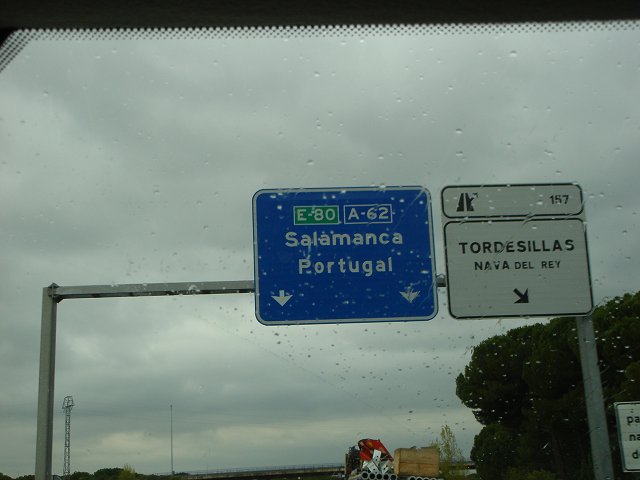 E-80 A-62
Salamanca
Portugal
157
TORDESILLAS
NAVA DEL REY